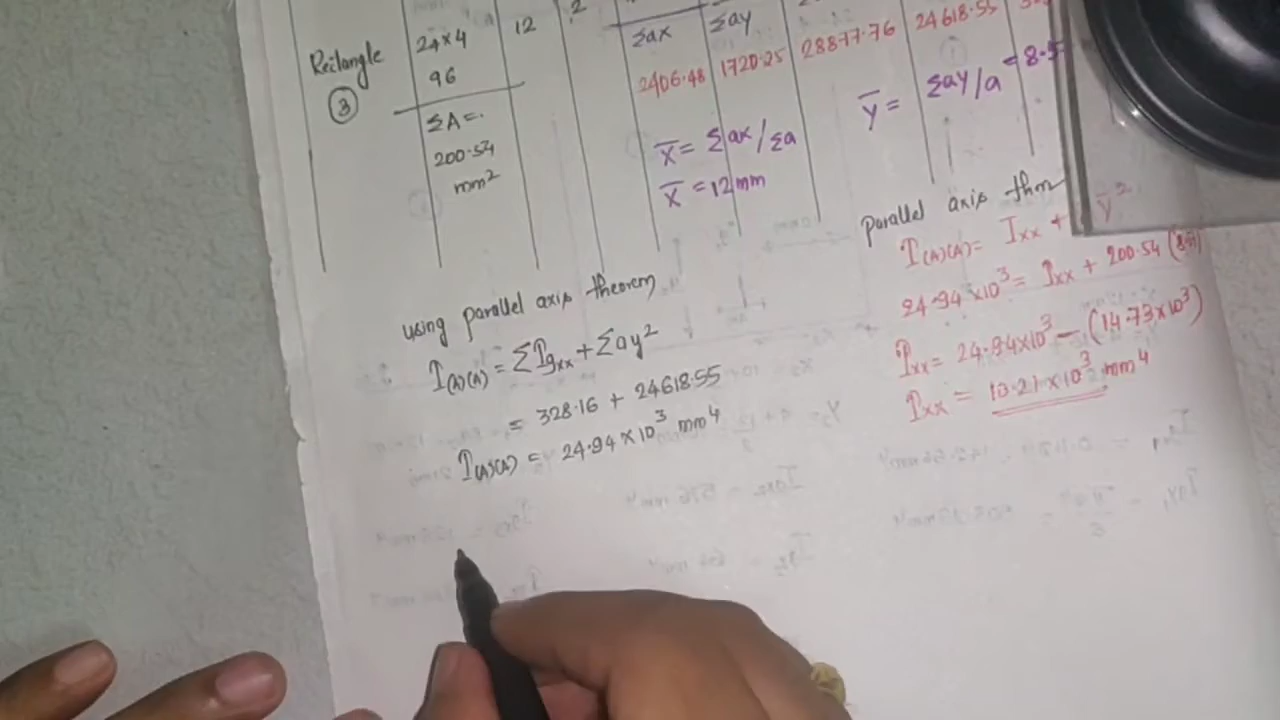 Rectangle
③
24×4
96
12
2
ΣA =
200.54
mm²
Σax
2406.48
Σay
1720.25
28877.76
24618.55
x̄ = Σax/Σa
x̄ = 12mm
ȳ = Σay/a = 8.5
using parallel axis theorem
I(A)(A) = ΣIgxx + Σay²
= 328.16 + 24618.55
I(A)(A) = 24.94 × 10³ mm⁴
parallel axis thm
I(A)(A) = Ixx + ȳ²
24.94 ×10³ = Ixx + 200.54
Ixx = 24.94×10³ – (14.73×10³)
Ixx = 10.21×10³ mm⁴